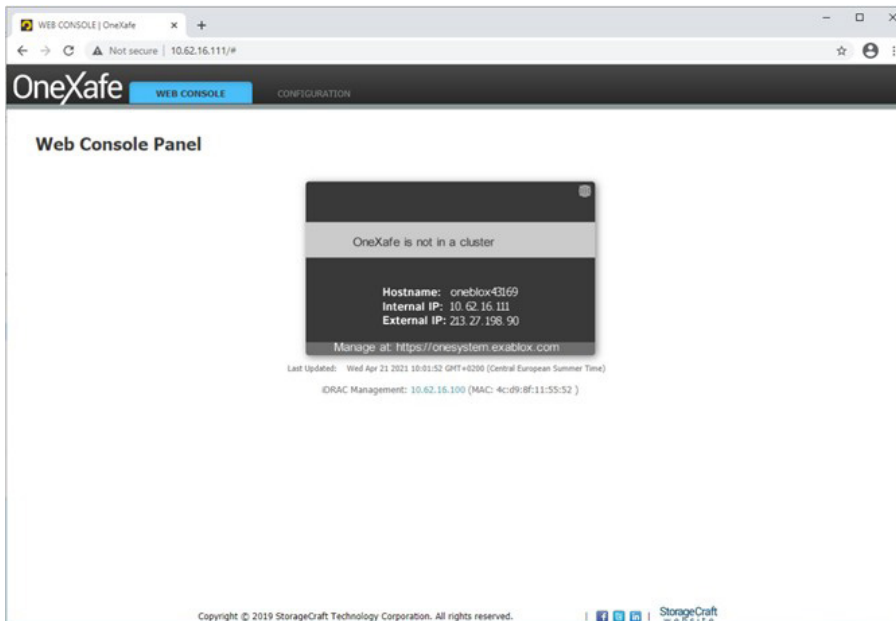 WEB CONSOLE | OneXafe
Not secure | 10.62.16.111/#
OneXafe
WEB CONSOLE
CONFIGURATION
Web Console Panel
OneXafe is not in a cluster
Hostname: oneblox43169
Internal IP: 10.62.16.111
External IP: 213.27.198.90
Manage at: https://onesystem.exablox.com
Last Updated: Wed Apr 21 2021 10:01:52 GMT+0200 (Central European Summer Time)
iDRAC Management: 10.62.16.100 (MAC: 4c:d9:8f:11:55:52 )
Copyright © 2019 StorageCraft Technology Corporation. All rights reserved.
StorageCraft
website